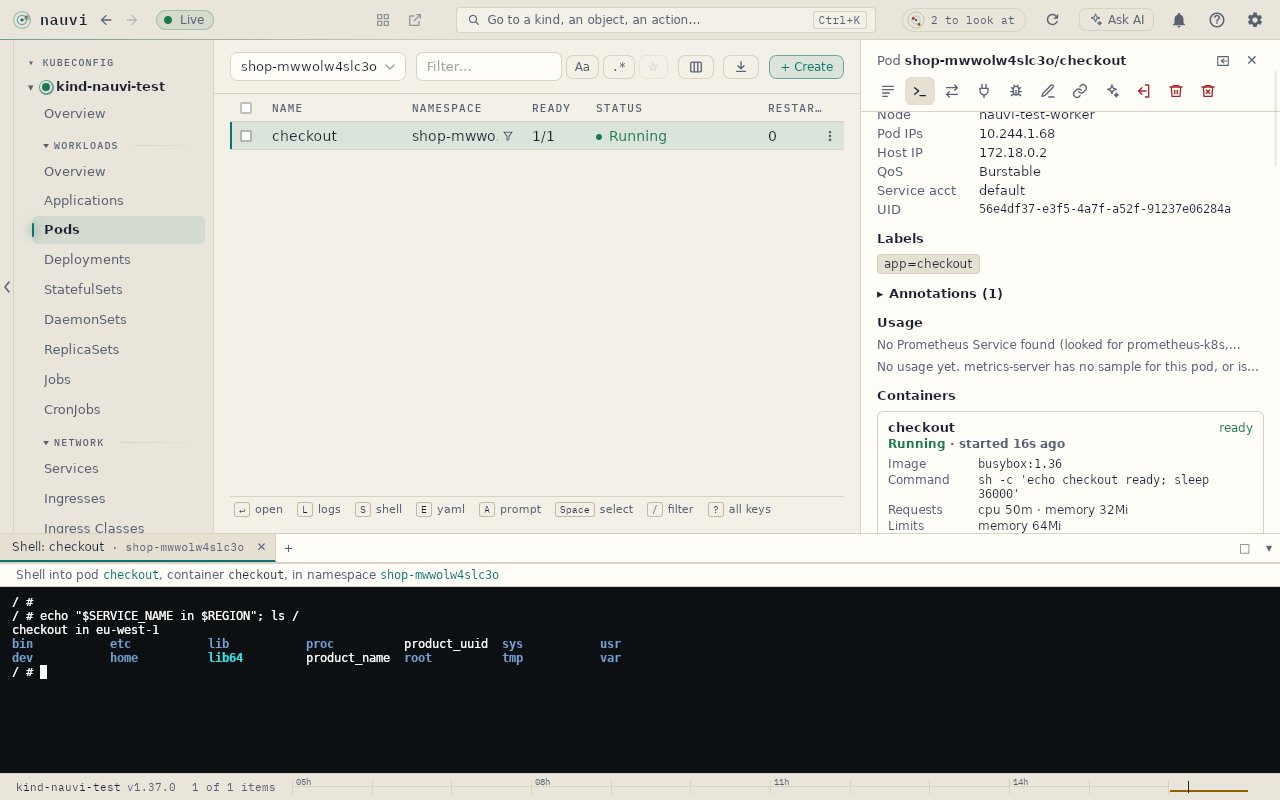 nauvi
Live
Go to a kind, an object, an action…
Ctrl+K
2 to look at
Ask AI
KUBECONFIG
kind-nauvi-test
Overview
WORKLOADS
Overview
Applications
Pods
Deployments
StatefulSets
DaemonSets
ReplicaSets
Jobs
CronJobs
NETWORK
Services
Ingresses
Ingress Classes
shop-mwwolw4slc3o
Filter…
Aa
.*
+ Create
NAME NAMESPACE READY STATUS RESTAR…
checkout shop-mwwo. 1/1 Running 0
↵ open L logs S shell E yaml A prompt Space select / filter ? all keys
Pod shop-mwwolw4slc3o/checkout
Node nauvi-test-worker
Pod IPs 10.244.1.68
Host IP 172.18.0.2
QoS Burstable
Service acct default
UID 56e4df37-e3f5-4a7f-a52f-91237e06284a
Labels
app=checkout
Annotations (1)
Usage
No Prometheus Service found (looked for prometheus-k8s,…
No usage yet. metrics-server has no sample for this pod, or is…
Containers
checkout ready
Running · started 16s ago
Image busybox:1.36
Command sh -c 'echo checkout ready; sleep
36000'
Requests cpu 50m · memory 32Mi
Limits memory 64Mi
Shell: checkout · shop-mwwolw4slc3o
Shell into pod checkout, container checkout, in namespace shop-mwwolw4slc3o
/ #
/ # echo "$SERVICE_NAME in $REGION"; ls /
checkout in eu-west-1
bin etc lib proc product_uuid sys usr
dev home lib64 product_name root tmp var
/ #
kind-nauvi-test v1.37.0 1 of 1 items
05h 08h 11h 14h